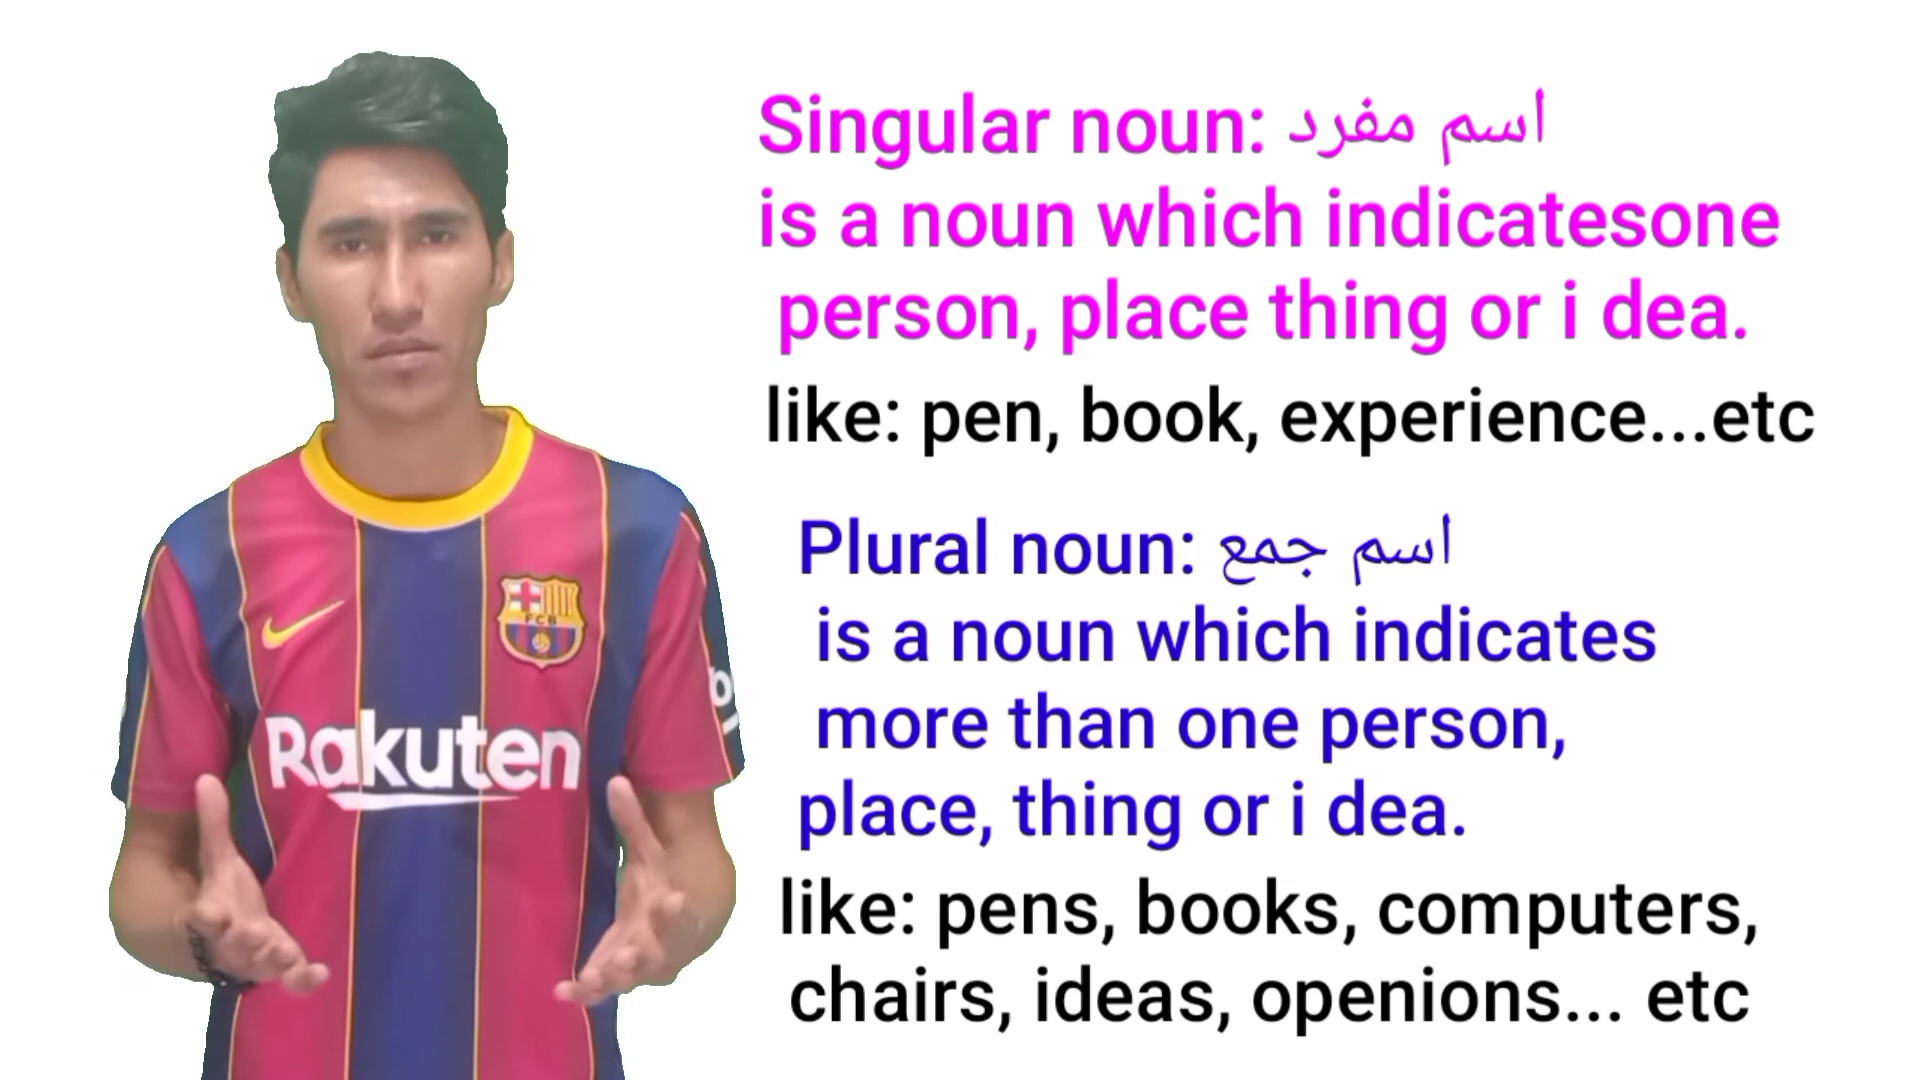 Singular noun: اسم مفرد
is a noun which indicatesone
person, place thing or i dea.
like: pen, book, experience...etc
Plural noun: اسم جمع
is a noun which indicates
more than one person,
place, thing or i dea.
like: pens, books, computers,
chairs, ideas, openions... etc
FCB
Rakuten